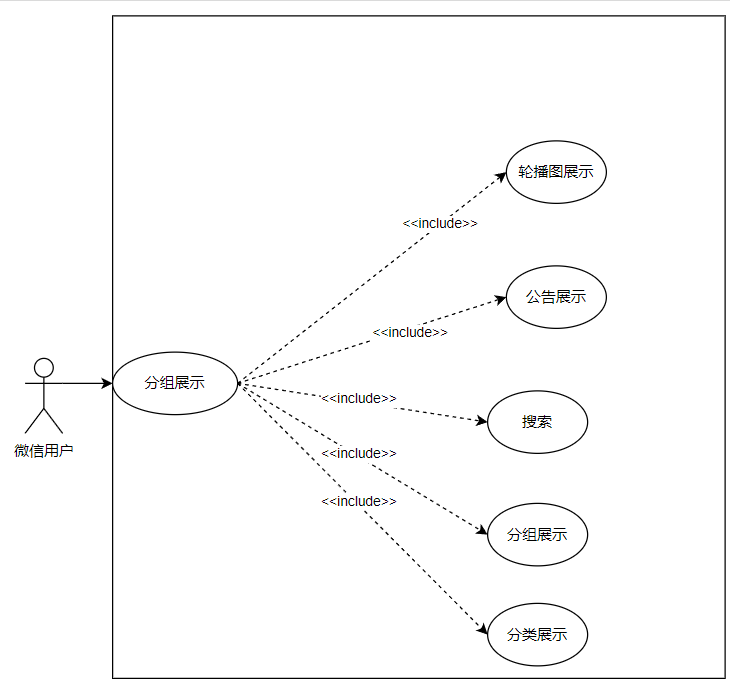 轮播图展示
<<include>>
公告展示
<<include>>
分组展示
<<include>>
搜索
微信用户
<<include>>
<<include>>
分组展示
分类展示